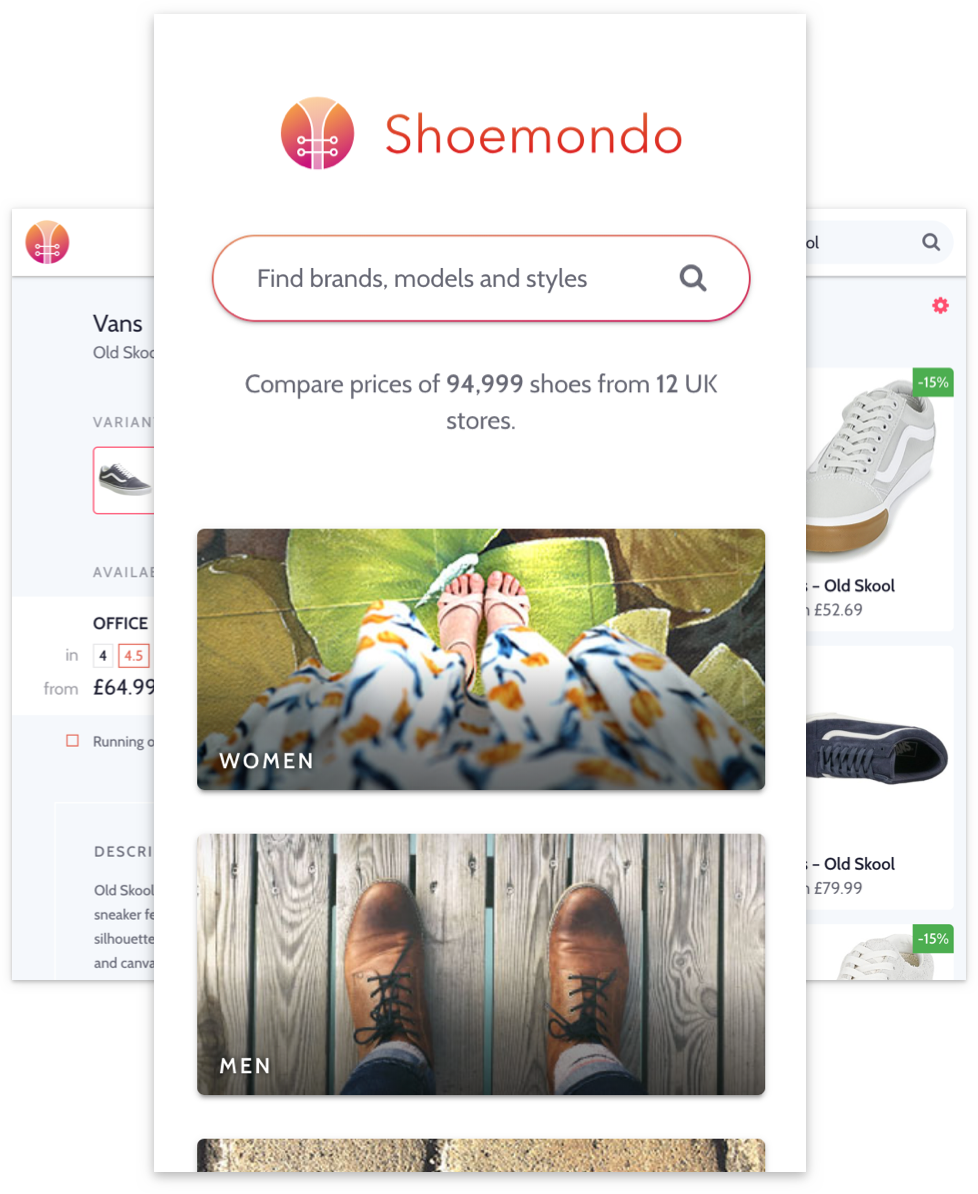 Shoemondo
Find brands, models and styles
Compare prices of 94,999 shoes from 12 UK
stores.
WOMEN
MEN
Vans
Old
VARIAN
AVAILAB
OFFICE
in 4 4.5
from £64.99
Running
DESCRI
Old Skool
sneaker fe
silhouette
and canva
ol
-15%
– Old Skool
£52.69
– Old Skool
£79.99
-15%